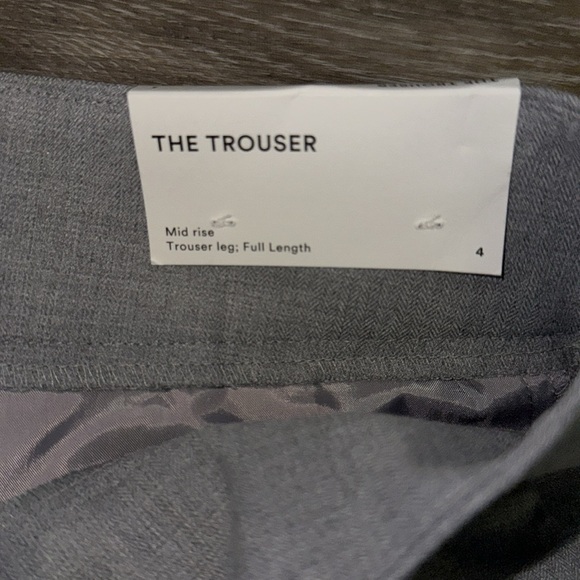 THE TROUSER
Mid rise
Trouser leg; Full Length
4